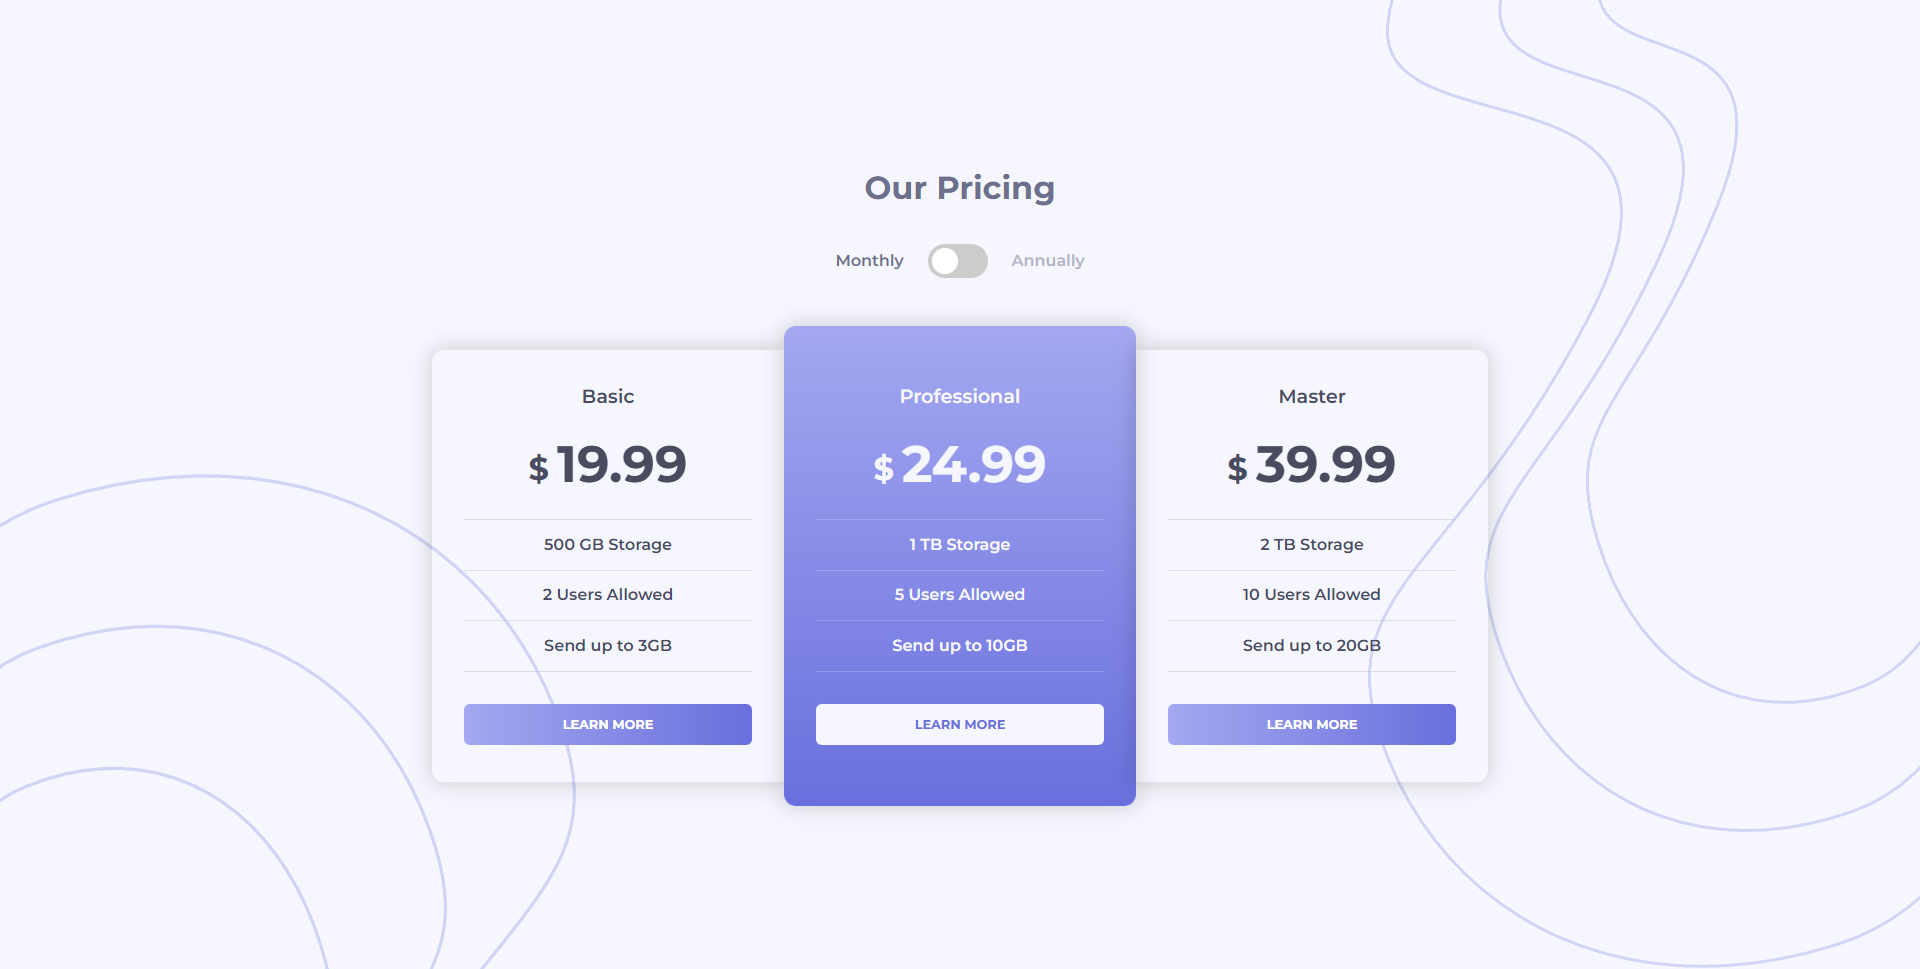 Our Pricing
Monthly
Annually
Basic
$ 19.99
500 GB Storage
2 Users Allowed
Send up to 3GB
LEARN MORE
Professional
$ 24.99
1 TB Storage
5 Users Allowed
Send up to 10GB
LEARN MORE
Master
$ 39.99
2 TB Storage
10 Users Allowed
Send up to 20GB
LEARN MORE